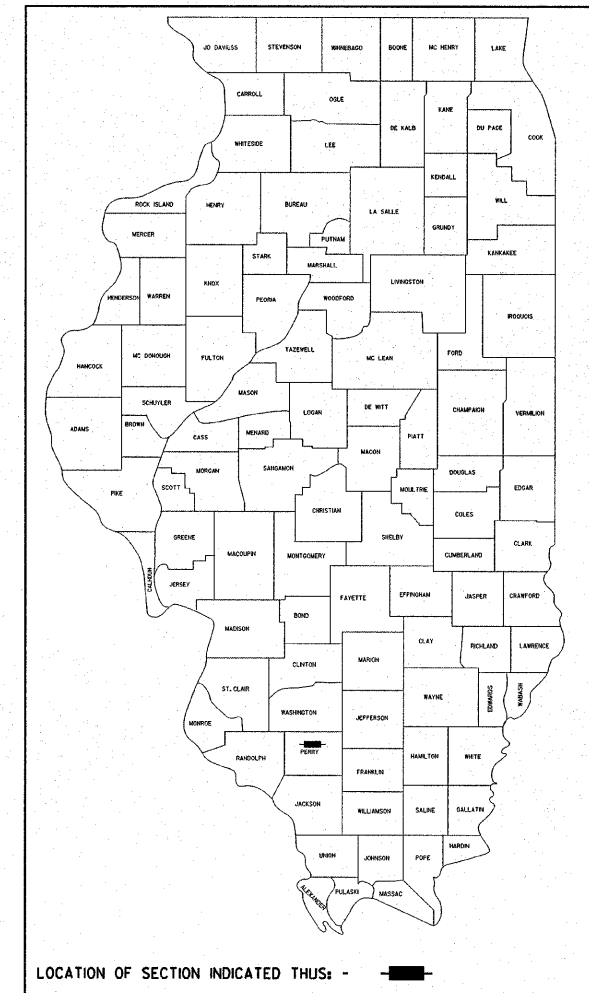 JO DAVIESS STEVENSON WINNEBAGO BOONE MC HENRY LAKE
CARROLL OGLE DE KALB KANE DU PAGE COOK
WHITESIDE LEE
KENDALL WILL
ROCK ISLAND HENRY BUREAU LA SALLE GRUNDY
MERCER PUTNAM KANKAKEE
STARK MARSHALL
HENDERSON WARREN KNOX PEORIA WOODFORD LIVINGSTON IROQUOIS
HANCOCK MC DONOUGH FULTON TAZEWELL MC LEAN FORD
SCHUYLER MASON
ADAMS BROWN LOGAN DE WITT CHAMPAIGN VERMILION
CASS MENARD PIATT
MACON
PIKE SCOTT MORGAN SANGAMON MOULTRIE DOUGLAS EDGAR
CHRISTIAN COLES
GREENE MACOUPIN MONTGOMERY SHELBY CUMBERLAND CLARK
CALHOUN JERSEY
FAYETTE EFFINGHAM JASPER CRAWFORD
MADISON BOND
CLAY RICHLAND LAWRENCE
CLINTON MARION
ST. CLAIR WAYNE EDWARDS WABASH
MONROE WASHINGTON JEFFERSON
RANDOLPH PERRY HAMILTON WHITE
FRANKLIN
JACKSON WILLIAMSON SALINE GALLATIN
UNION JOHNSON POPE HARDIN
ALEXANDER PULASKI MASSAC
LOCATION OF SECTION INDICATED THUS: -